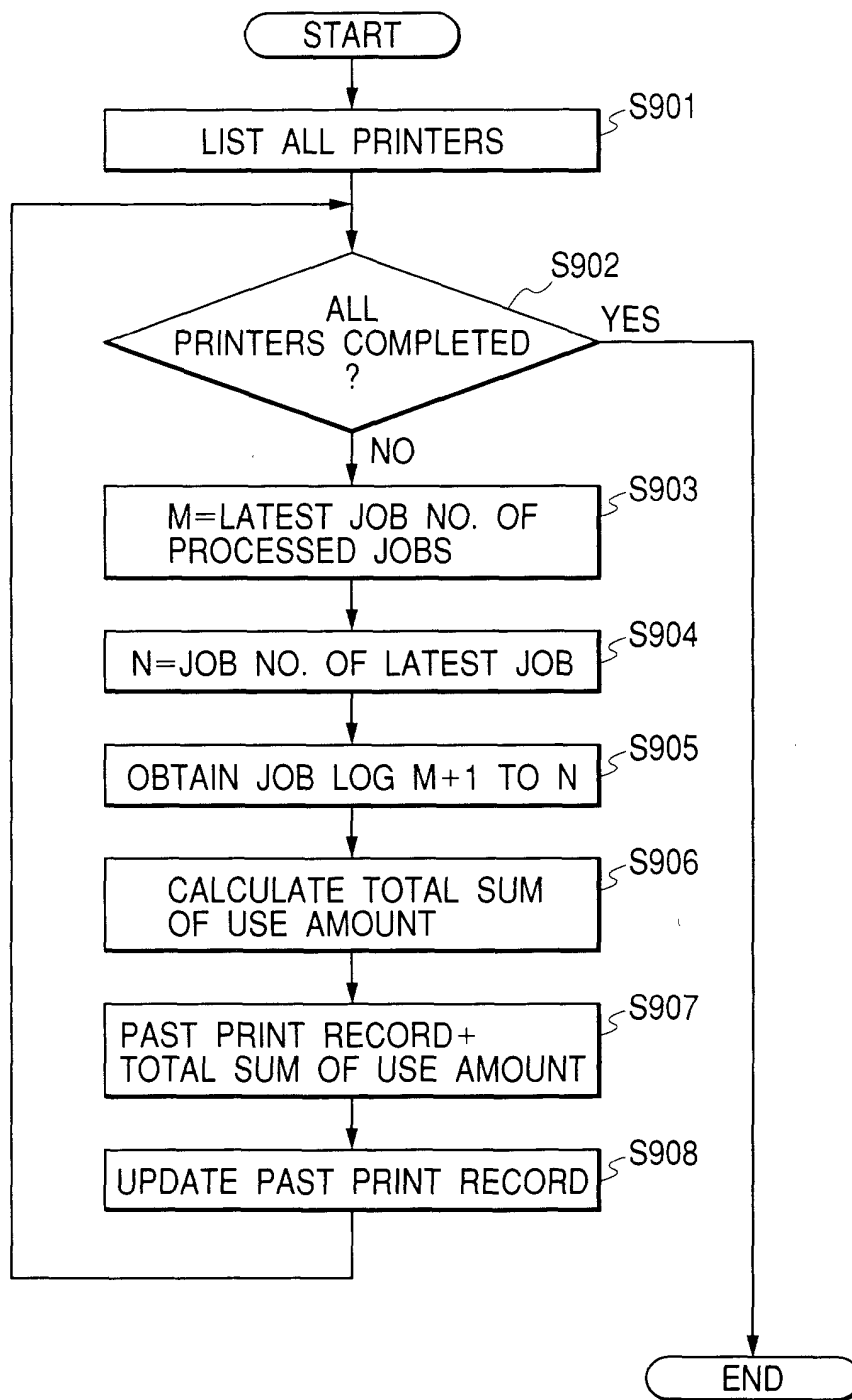 START
S901
LIST ALL PRINTERS
S902
ALL
PRINTERS COMPLETED
?
YES
NO
S903
M=LATEST JOB NO. OF
PROCESSED JOBS
S904
N=JOB NO. OF LATEST JOB
S905
OBTAIN JOB LOG M+1 TO N
S906
CALCULATE TOTAL SUM
OF USE AMOUNT
S907
PAST PRINT RECORD+
TOTAL SUM OF USE AMOUNT
S908
UPDATE PAST PRINT RECORD
END